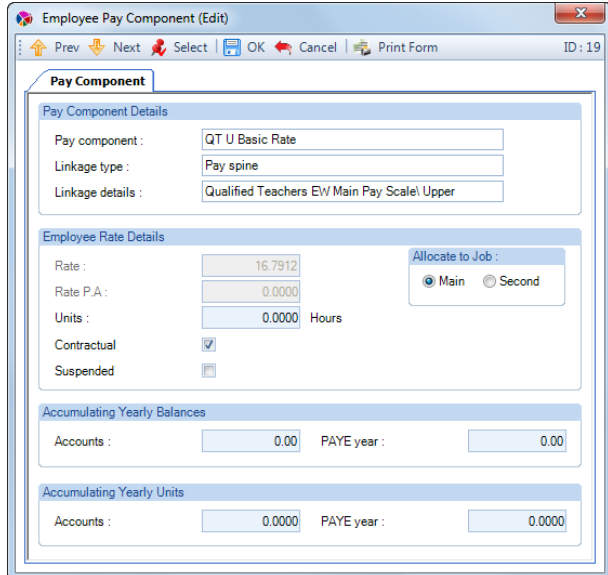 Employee Pay Component (Edit)
Prev Next Select OK Cancel Print Form ID : 19
Pay Component
Pay Component Details
Pay component : QT U Basic Rate
Linkage type : Pay spine
Linkage details : Qualified Teachers EW Main Pay Scale\ Upper
Employee Rate Details
Allocate to Job :
Rate : 16.7912
Main Second
Rate P.A : 0.0000
Units : 0.0000 Hours
Contractual
Suspended
Accumulating Yearly Balances
Accounts : 0.00 PAYE year : 0.00
Accumulating Yearly Units
Accounts : 0.0000 PAYE year : 0.0000